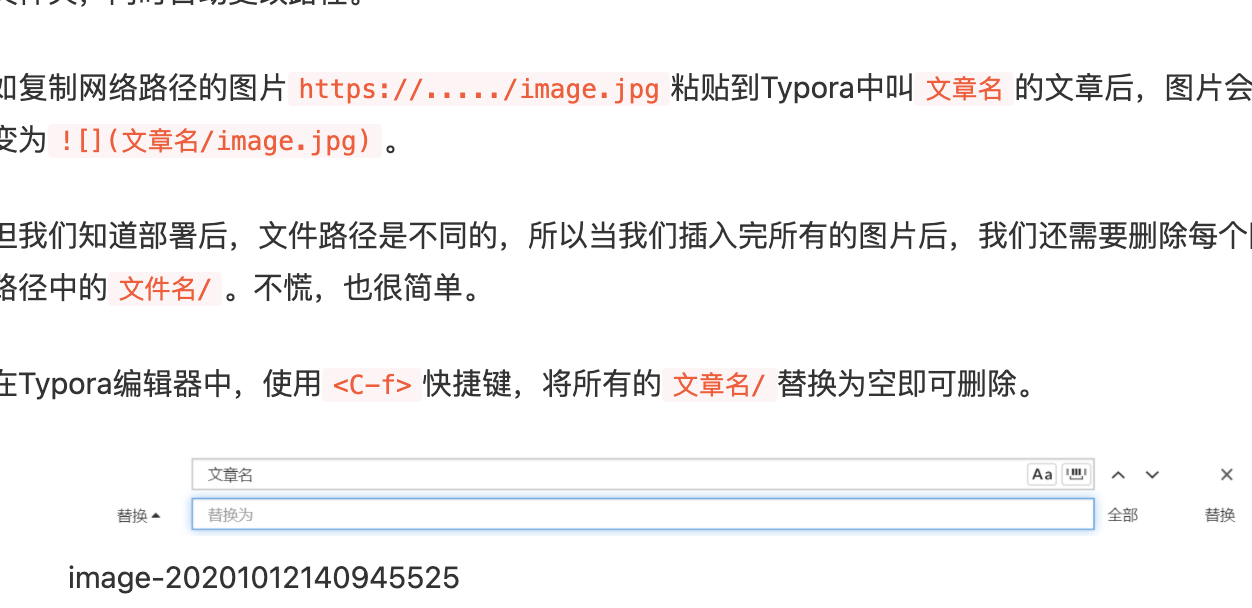 如复制网络路径的图片 https://...../image.jpg 粘贴到Typora中叫 文章名 的文章后，图片会
变为 ![](文章名/image.jpg) 。
但我们知道部署后，文件路径是不同的，所以当我们插入完所有的图片后，我们还需要删除每个
路径中的 文件名/ 。不慌，也很简单。
在Typora编辑器中，使用 <C-f> 快捷键，将所有的 文章名/ 替换为空即可删除。
文章名 Aa
替换 替换为 全部 替换
image-20201012140945525